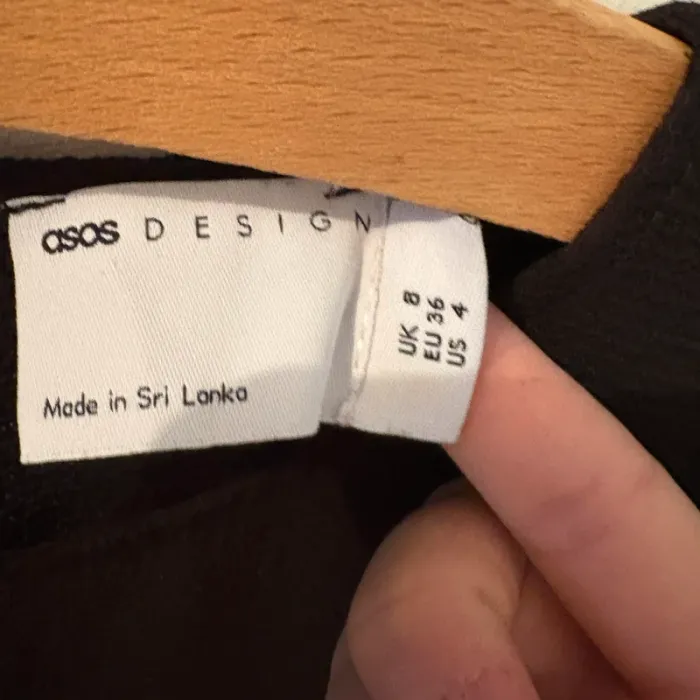 asos DESIGN
Made in Sri Lanka
UK 8
EU 36
US 4